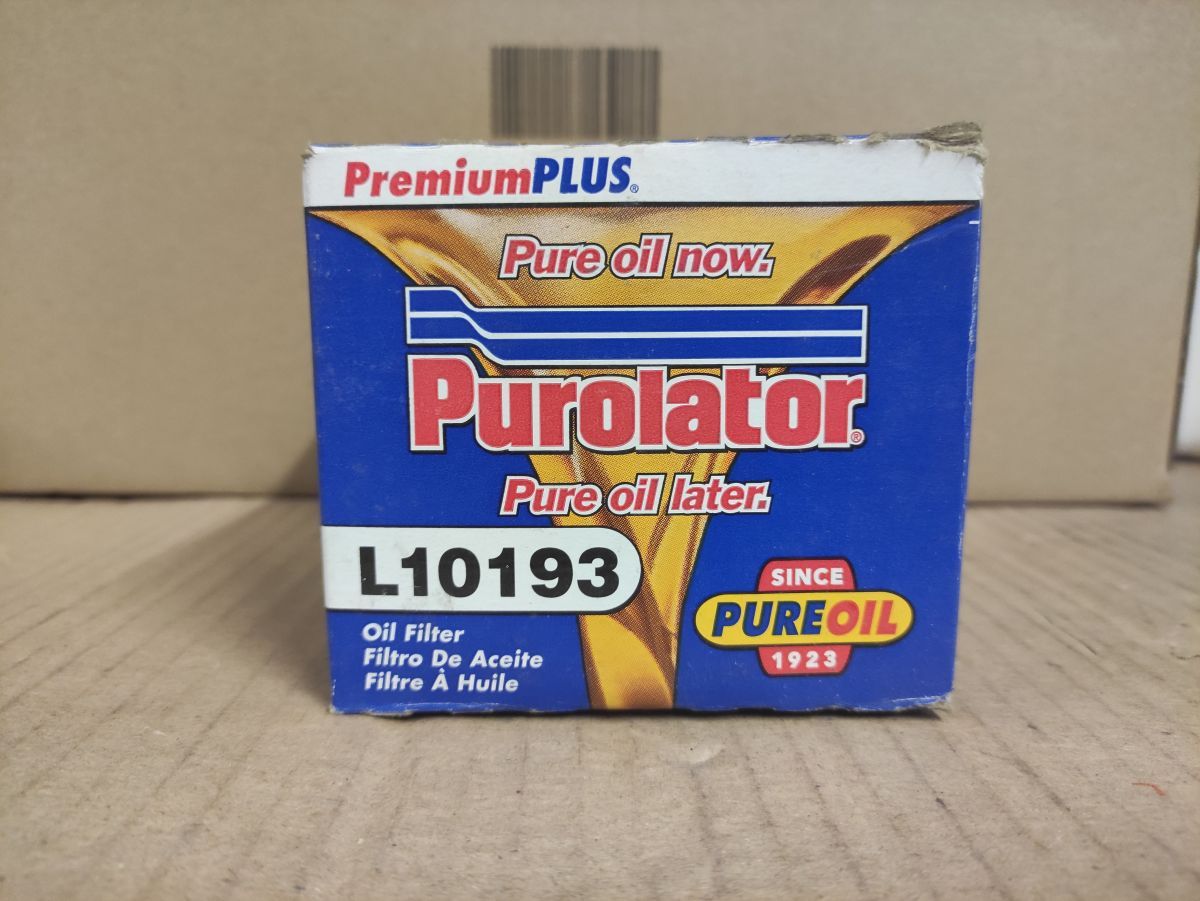 PremiumPLUS®
Pure oil now.
Purolator®
Pure oil later.
L10193
Oil Filter
Filtro De Aceite
Filtre À Huile
SINCE
PUREOIL
1923